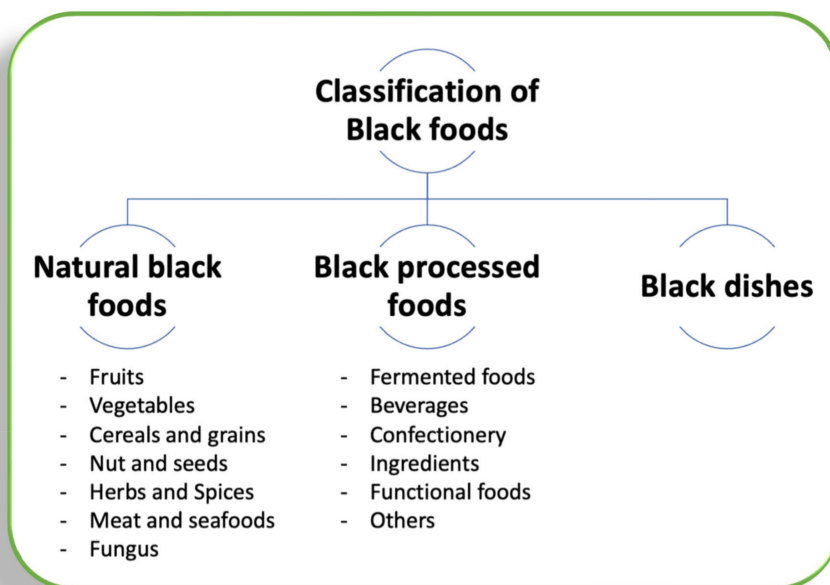 Classification of
Black foods
Natural black
foods
- Fruits
- Vegetables
- Cereals and grains
- Nut and seeds
- Herbs and Spices
- Meat and seafoods
- Fungus
Black processed
foods
- Fermented foods
- Beverages
- Confectionery
- Ingredients
- Functional foods
- Others
Black dishes